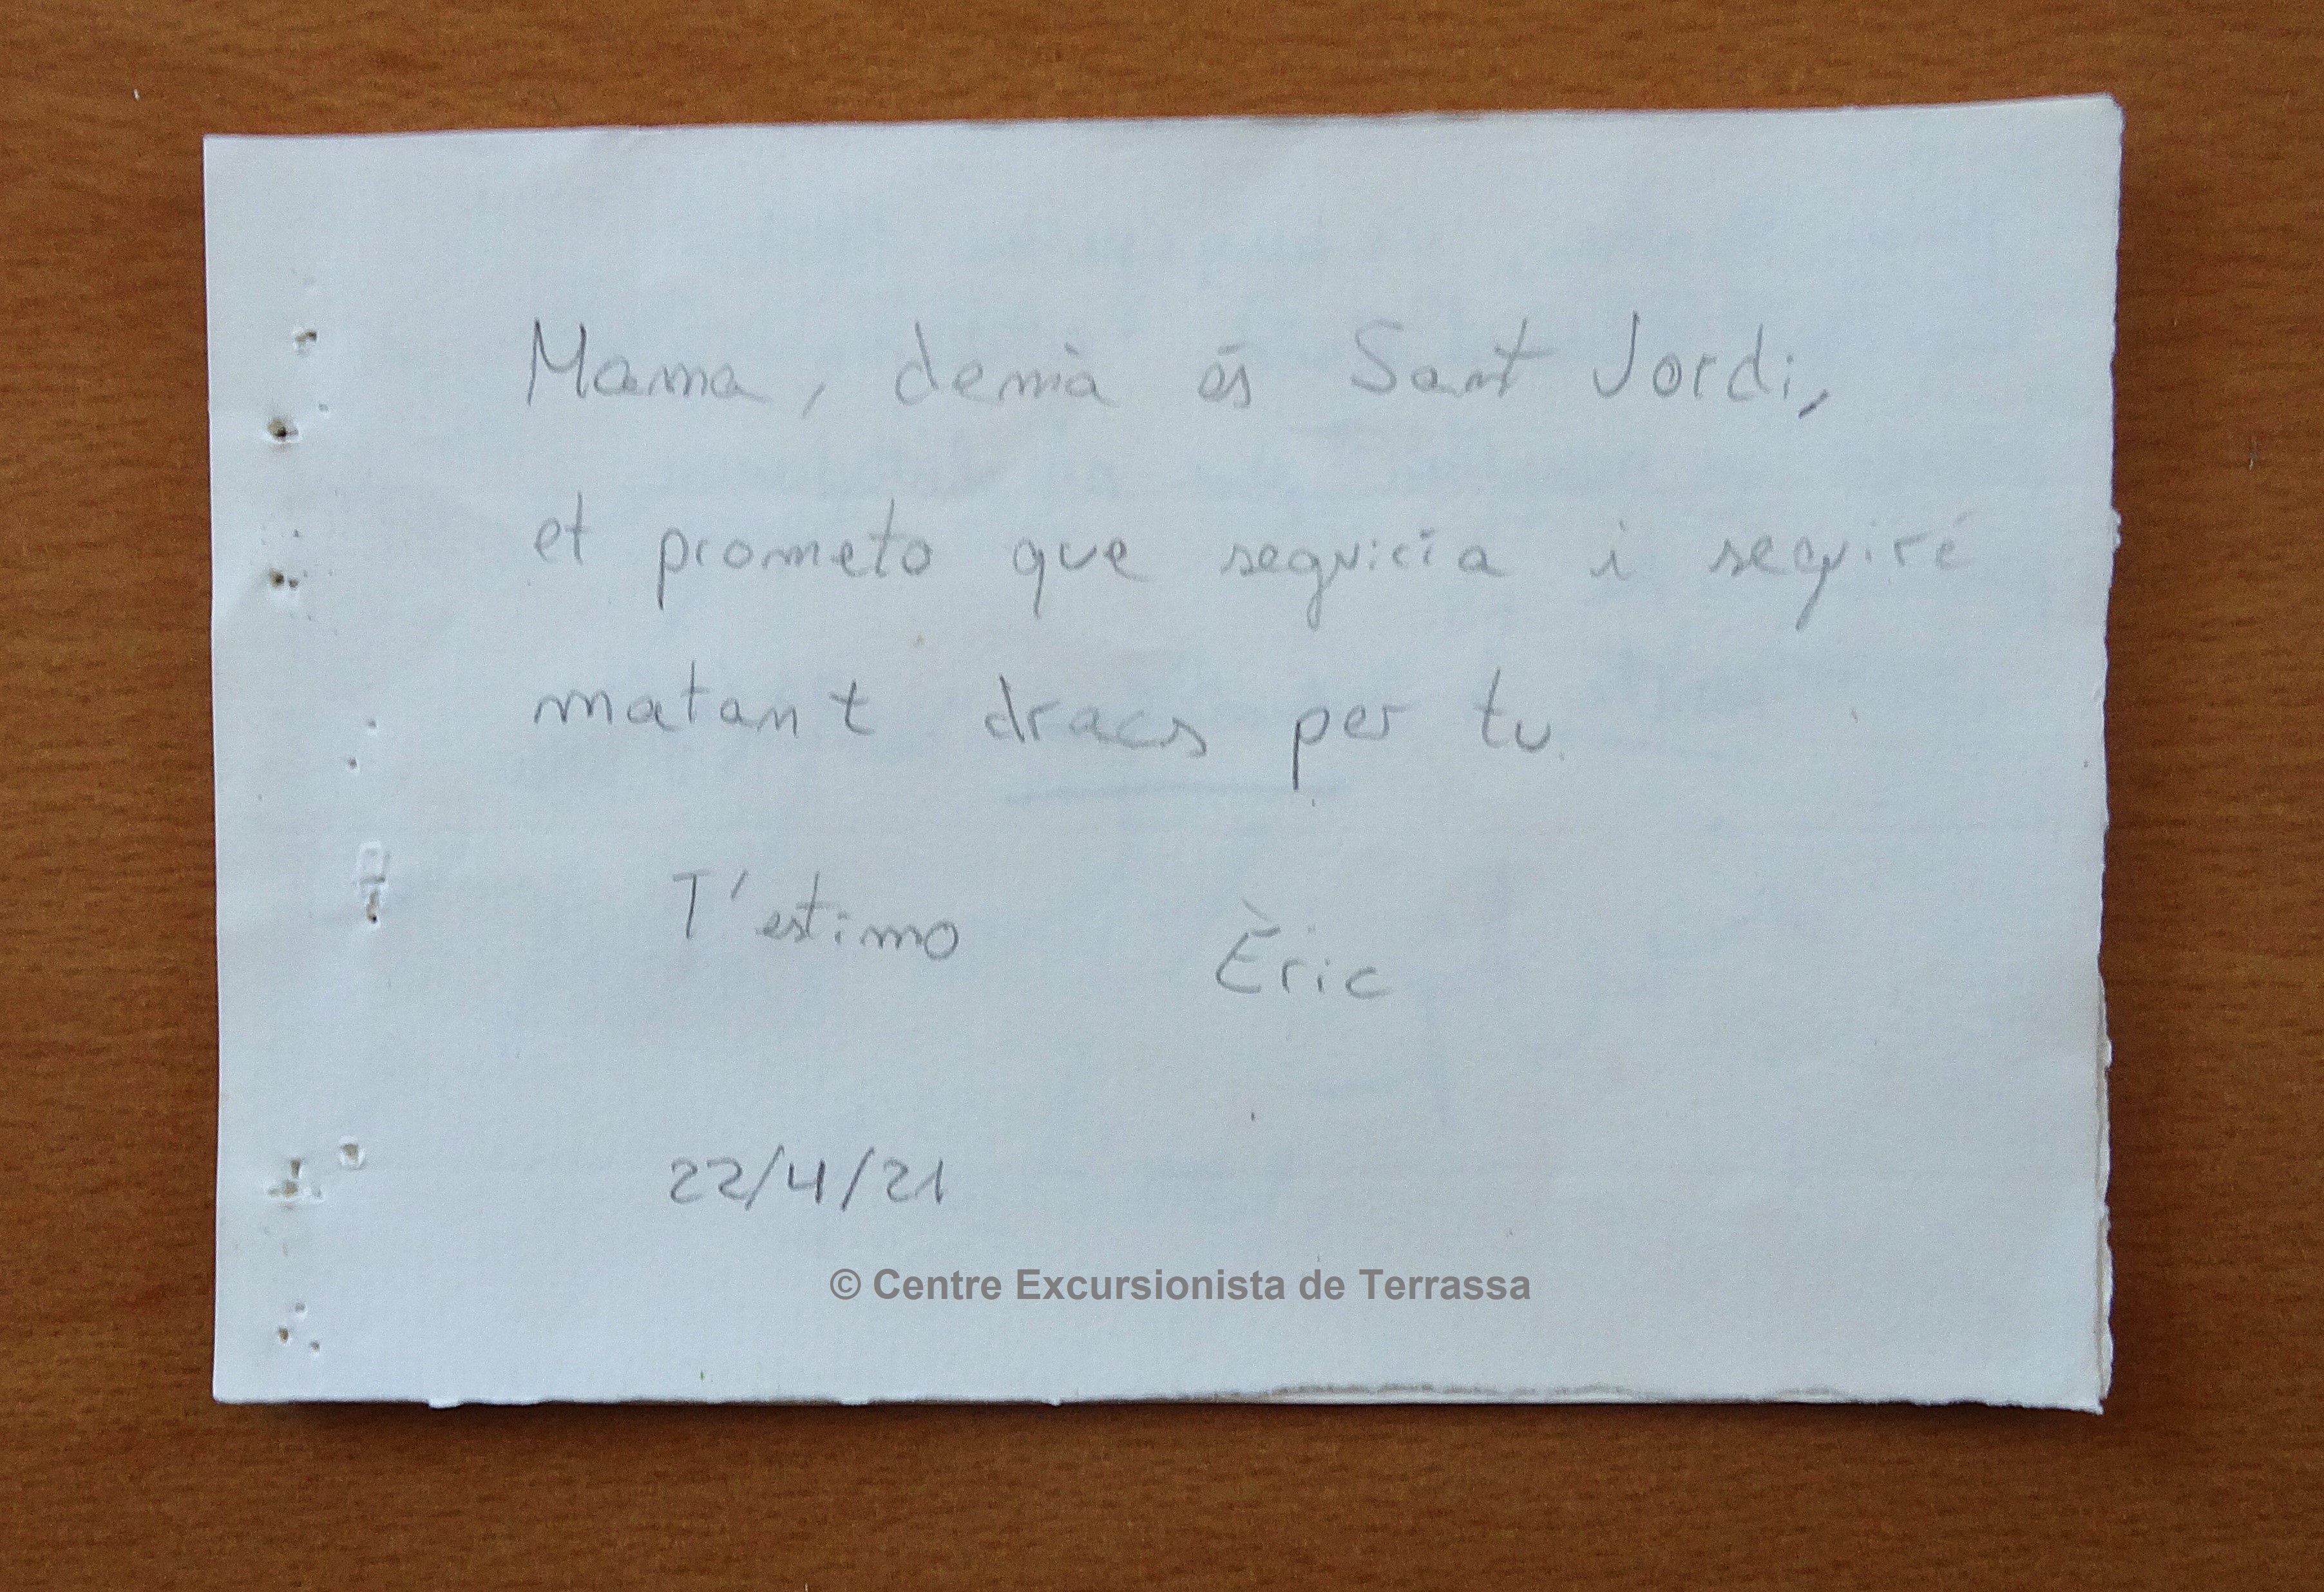 Mama, demà és Sant Jordi,
et prometo que seguiria i seguiré
matant dracs per tu.
T'estimo Èric
22/4/21
© Centre Excursionista de Terrassa